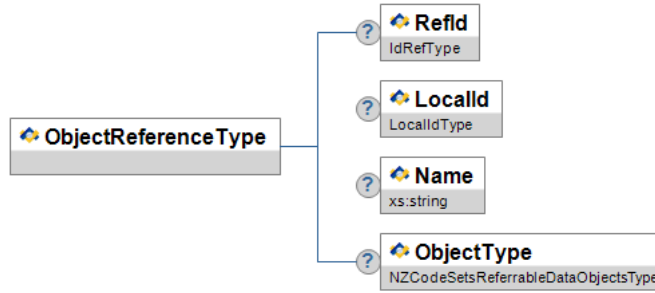 ? RefId
IdRefType
? LocalId
LocalIdType
ObjectReferenceType
? Name
xs:string
? ObjectType
NZCodeSetsReferrableDataObjectsType